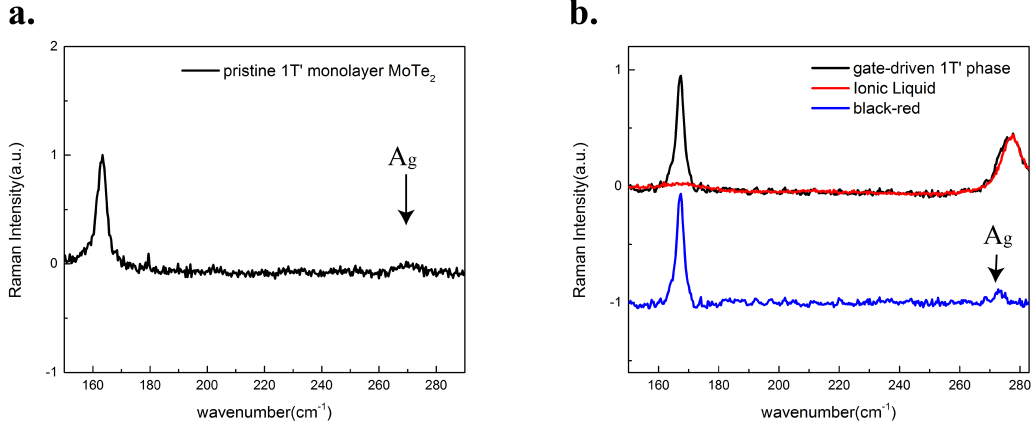 a.
2
1
0
-1
Raman Intensity(a.u.)
pristine 1T' monolayer MoTe₂
Ag
160 180 200 220 240 260 280
wavenumber(cm⁻¹)
b.
1
0
-1
Raman Intensity(a.u.)
gate-driven 1T' phase
Ionic Liquid
black-red
Ag
160 180 200 220 240 260 280
wavenumber(cm⁻¹)